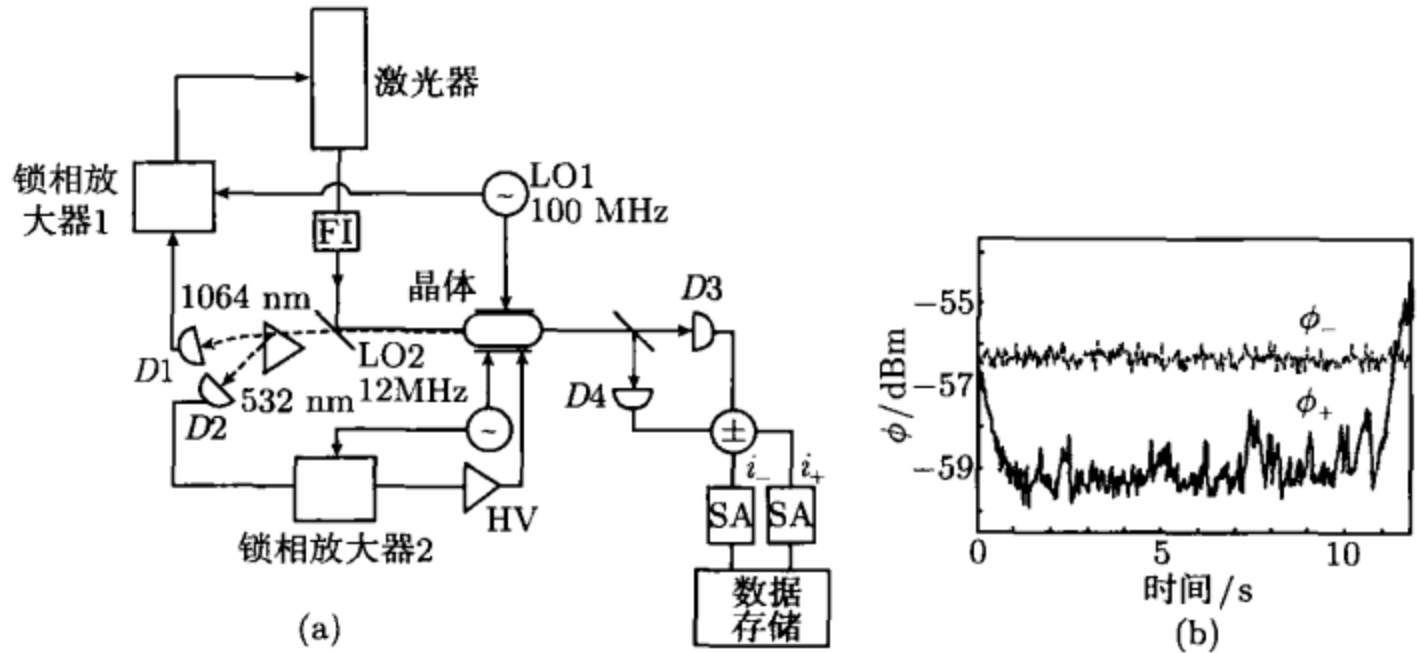 激光器
锁相放
大器1
LO1
100 MHz
FI
1064 nm
晶体
D3
D1
LO2
12MHz
532 nm
D2
D4
~
~
±
i_
i+
HV
SA
SA
锁相放大器2
数据
存储
(a)
ϕ/dBm
−55
−57
−59
ϕ_
ϕ+
0
5
10
时间/s
(b)